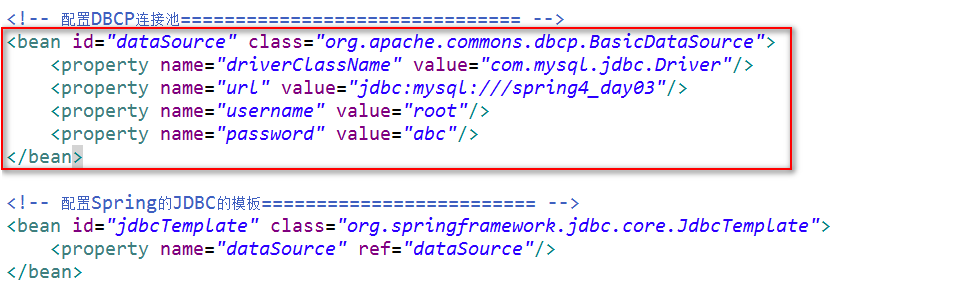 <!-- 配置DBCP连接池=============================== -->
<bean id="dataSource" class="org.apache.commons.dbcp.BasicDataSource">
<property name="driverClassName" value="com.mysql.jdbc.Driver"/>
<property name="url" value="jdbc:mysql:///spring4_day03"/>
<property name="username" value="root"/>
<property name="password" value="abc"/>
</bean>
<!-- 配置Spring的JDBC的模板========================= -->
<bean id="jdbcTemplate" class="org.springframework.jdbc.core.JdbcTemplate">
<property name="dataSource" ref="dataSource"/>
</bean>